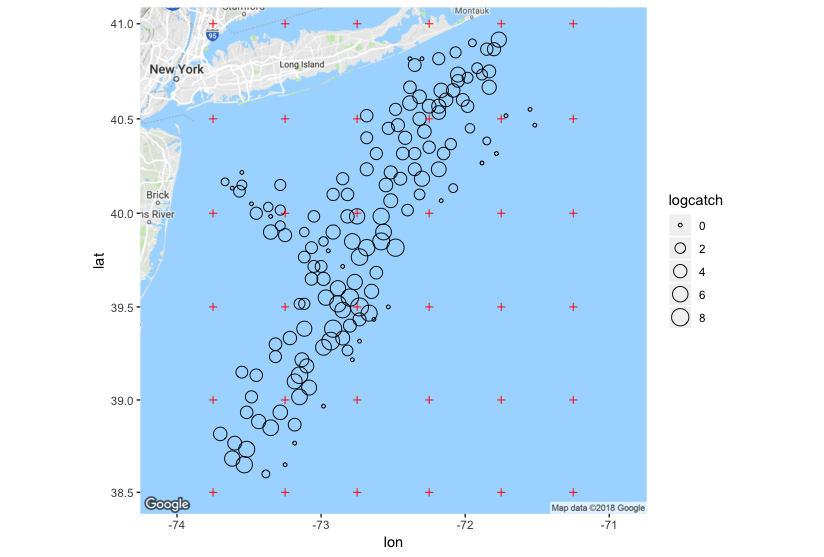 Stamford
Montauk
95
New York
Long Island
Brick
ms River
41.0
40.5
40.0
39.5
39.0
38.5
lat
-74
-73
-72
-71
lon
logcatch
0
2
4
6
8
Google
Map data ©2018 Google